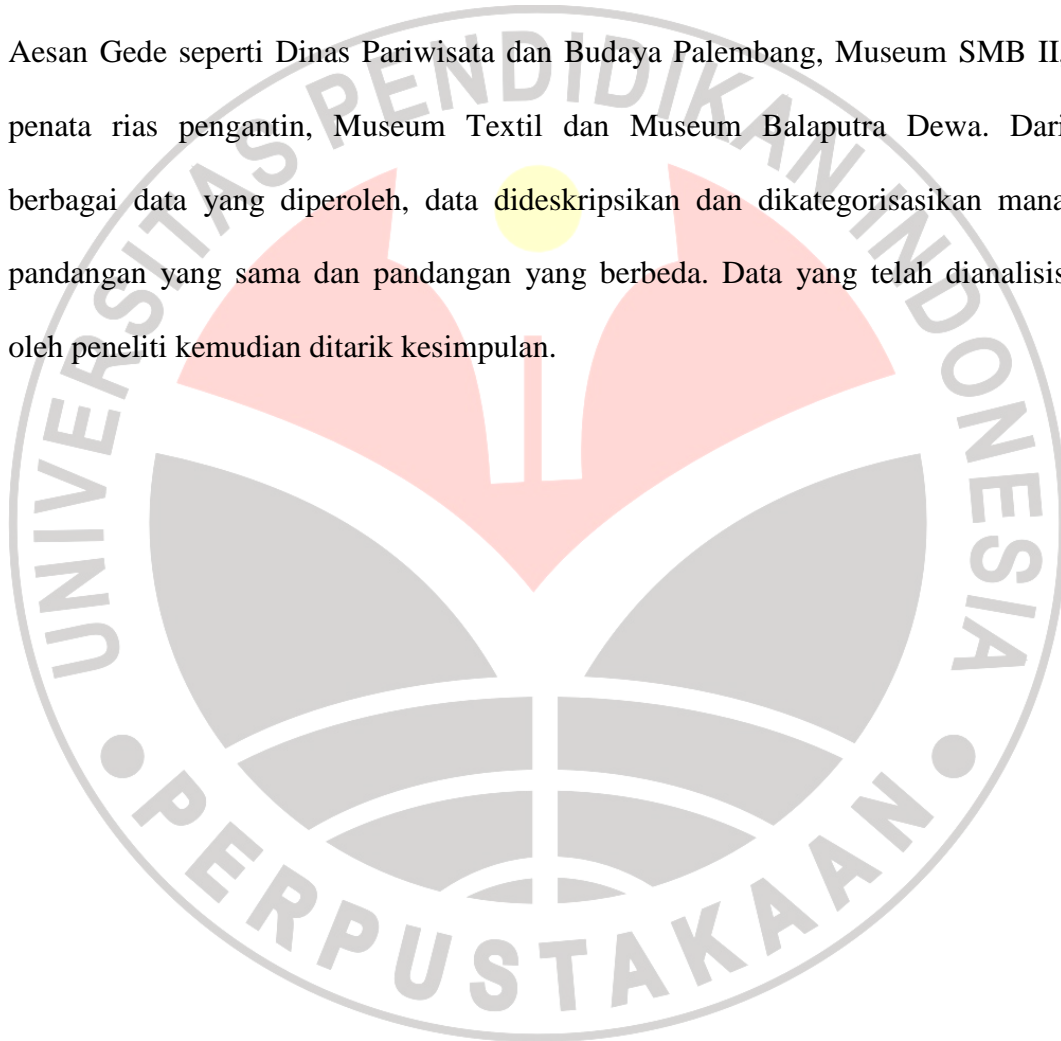 Aesan Gede seperti Dinas Pariwisata dan Budaya Palembang, Museum SMB II,
penata rias pengantin, Museum Textil dan Museum Balaputra Dewa. Dari
berbagai data yang diperoleh, data dideskripsikan dan dikategorisasikan mana
pandangan yang sama dan pandangan yang berbeda. Data yang telah dianalisis
oleh peneliti kemudian ditarik kesimpulan.
UNIVERSITAS PENDIDIKAN INDONESIA
PERPUSTAKAAN